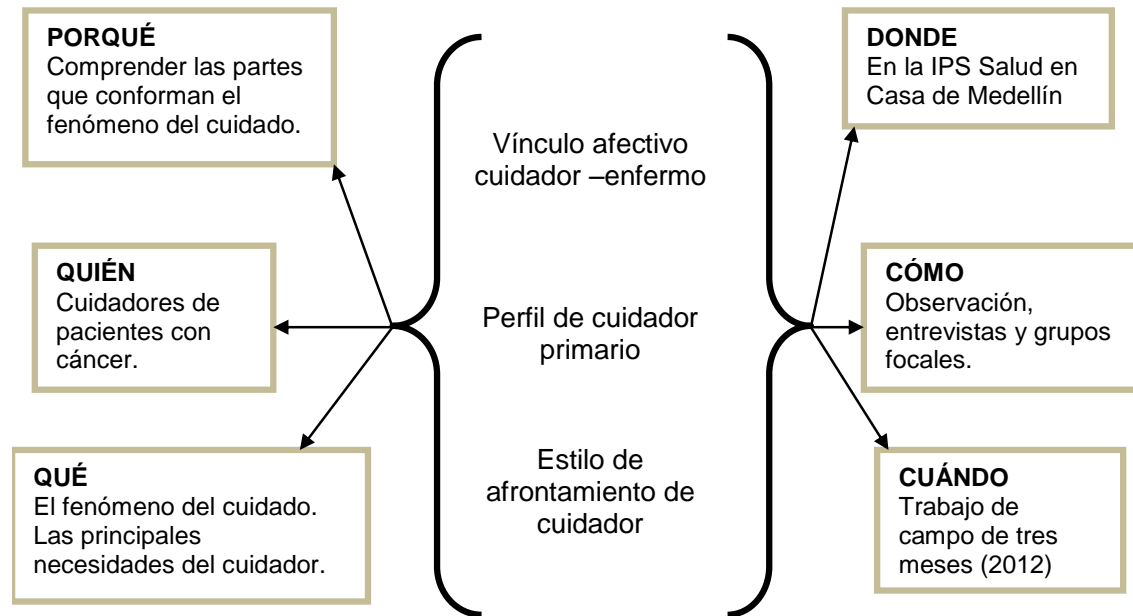 PORQUÉ
Comprender las partes
que conforman el
fenómeno del cuidado.
QUIÉN
Cuidadores de
pacientes con
cáncer.
QUÉ
El fenómeno del cuidado.
Las principales
necesidades del cuidador.
Vínculo afectivo
cuidador –enfermo
Perfil de cuidador
primario
Estilo de
afrontamiento de
cuidador
DONDE
En la IPS Salud en
Casa de Medellín
CÓMO
Observación,
entrevistas y grupos
focales.
CUÁNDO
Trabajo de
campo de tres
meses (2012)